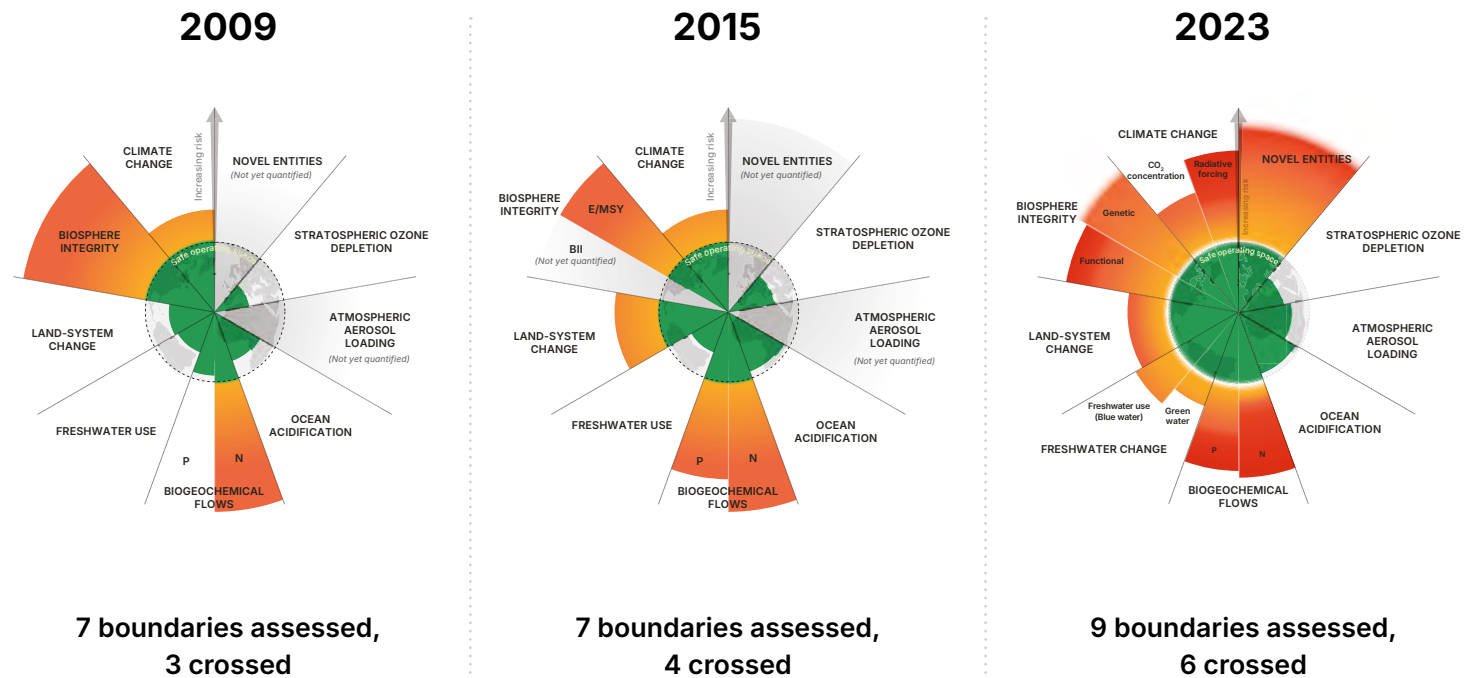 2009
CLIMATE
CHANGE
Increasing risk
NOVEL ENTITIES
(Not yet quantified)
BIOSPHERE
INTEGRITY
STRATOSPHERIC OZONE
DEPLETION
Safe operating space
LAND-SYSTEM
CHANGE
ATMOSPHERIC
AEROSOL
LOADING
(Not yet quantified)
FRESHWATER USE
OCEAN
ACIDIFICATION
P
N
BIOGEOCHEMICAL
FLOWS
7 boundaries assessed,
3 crossed
2015
CLIMATE
CHANGE
Increasing risk
NOVEL ENTITIES
(Not yet quantified)
BIOSPHERE
INTEGRITY
E/MSY
BII
(Not yet quantified)
STRATOSPHERIC OZONE
DEPLETION
Safe operating space
LAND-SYSTEM
CHANGE
ATMOSPHERIC
AEROSOL
LOADING
(Not yet quantified)
FRESHWATER USE
OCEAN
ACIDIFICATION
P
N
BIOGEOCHEMICAL
FLOWS
7 boundaries assessed,
4 crossed
2023
CLIMATE CHANGE
CO₂
concentration
Radiative
forcing
Increasing risk
NOVEL ENTITIES
BIOSPHERE
INTEGRITY
Genetic
Functional
STRATOSPHERIC OZONE
DEPLETION
Safe operating space
LAND-SYSTEM
CHANGE
ATMOSPHERIC
AEROSOL
LOADING
Freshwater use
(Blue water)
Green
water
FRESHWATER CHANGE
OCEAN
ACIDIFICATION
P
N
BIOGEOCHEMICAL
FLOWS
9 boundaries assessed,
6 crossed